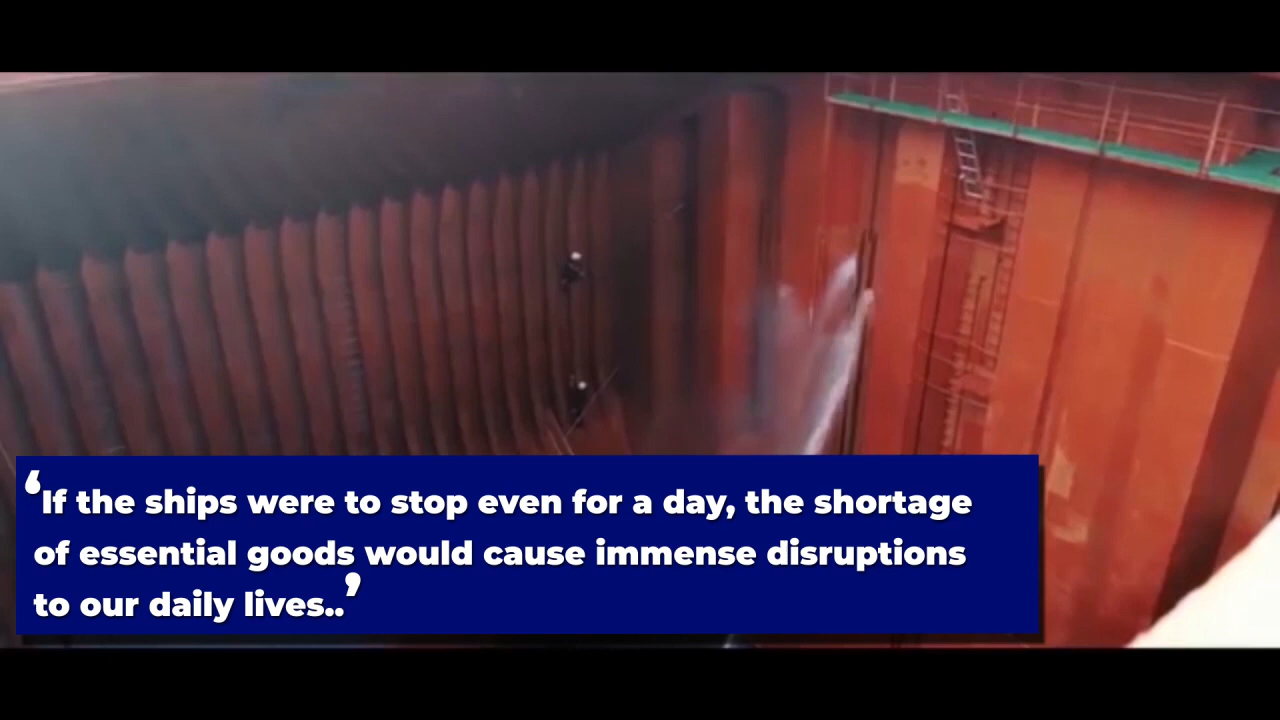 ‘If the ships were to stop even for a day, the shortage
of essential goods would cause immense disruptions
to our daily lives..’